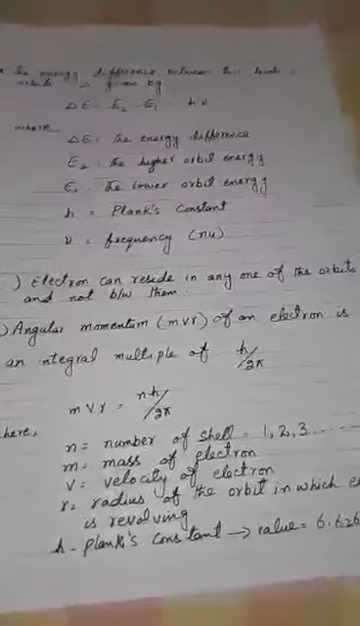 The energy difference between two levels
orbits is given by
ΔE = E2 - E1 = hν
where
ΔE: The energy difference
E2: the higher orbit energy
E1: The lower orbit energy
h = Plank's Constant
ν = frequency (nu)
) Electron can reside in any one of the orbits
and not b/w them.
) Angular momentum (mvr) of an electron is
an integral multiple of h/2π
mvr = nh/2π
here,
n = number of shell = 1, 2, 3.....
m = mass of electron
v = velocity of electron
r = radius of the orbit in which e
is revolving
h - Plank's constant → value = 6.626